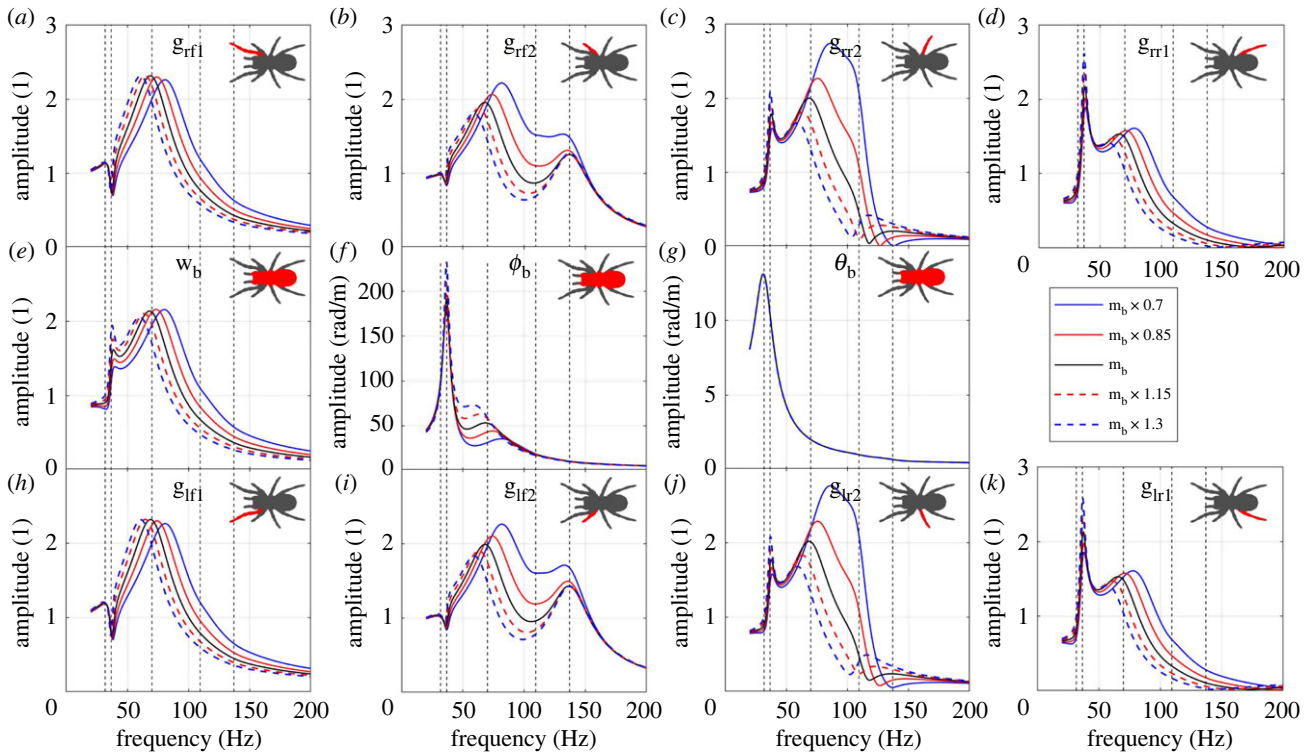 (a) g_rf1
(b) g_rf2
(c) g_rr2
(d) g_rr1
3
2
1
0
amplitude (1)
3
2
1
0
amplitude (1)
3
2
1
0
amplitude (1)
3
2
1
0
amplitude (1)
0 50 100 150 200
(e) w_b
(f) ϕ_b
(g) θ_b
2
1
0
amplitude (1)
200
150
100
50
0
amplitude (rad/m)
10
5
0
amplitude (rad/m)
m_b × 0.7
m_b × 0.85
m_b
m_b × 1.15
m_b × 1.3
(h) g_lf1
(i) g_lf2
(j) g_lr2
(k) g_lr1
2
1
0
amplitude (1)
2
1
0
amplitude (1)
2
1
0
amplitude (1)
3
2
1
0
amplitude (1)
50 100 150 200
50 100 150 200
50 100 150 200
50 100 150 200
frequency (Hz)
frequency (Hz)
frequency (Hz)
frequency (Hz)